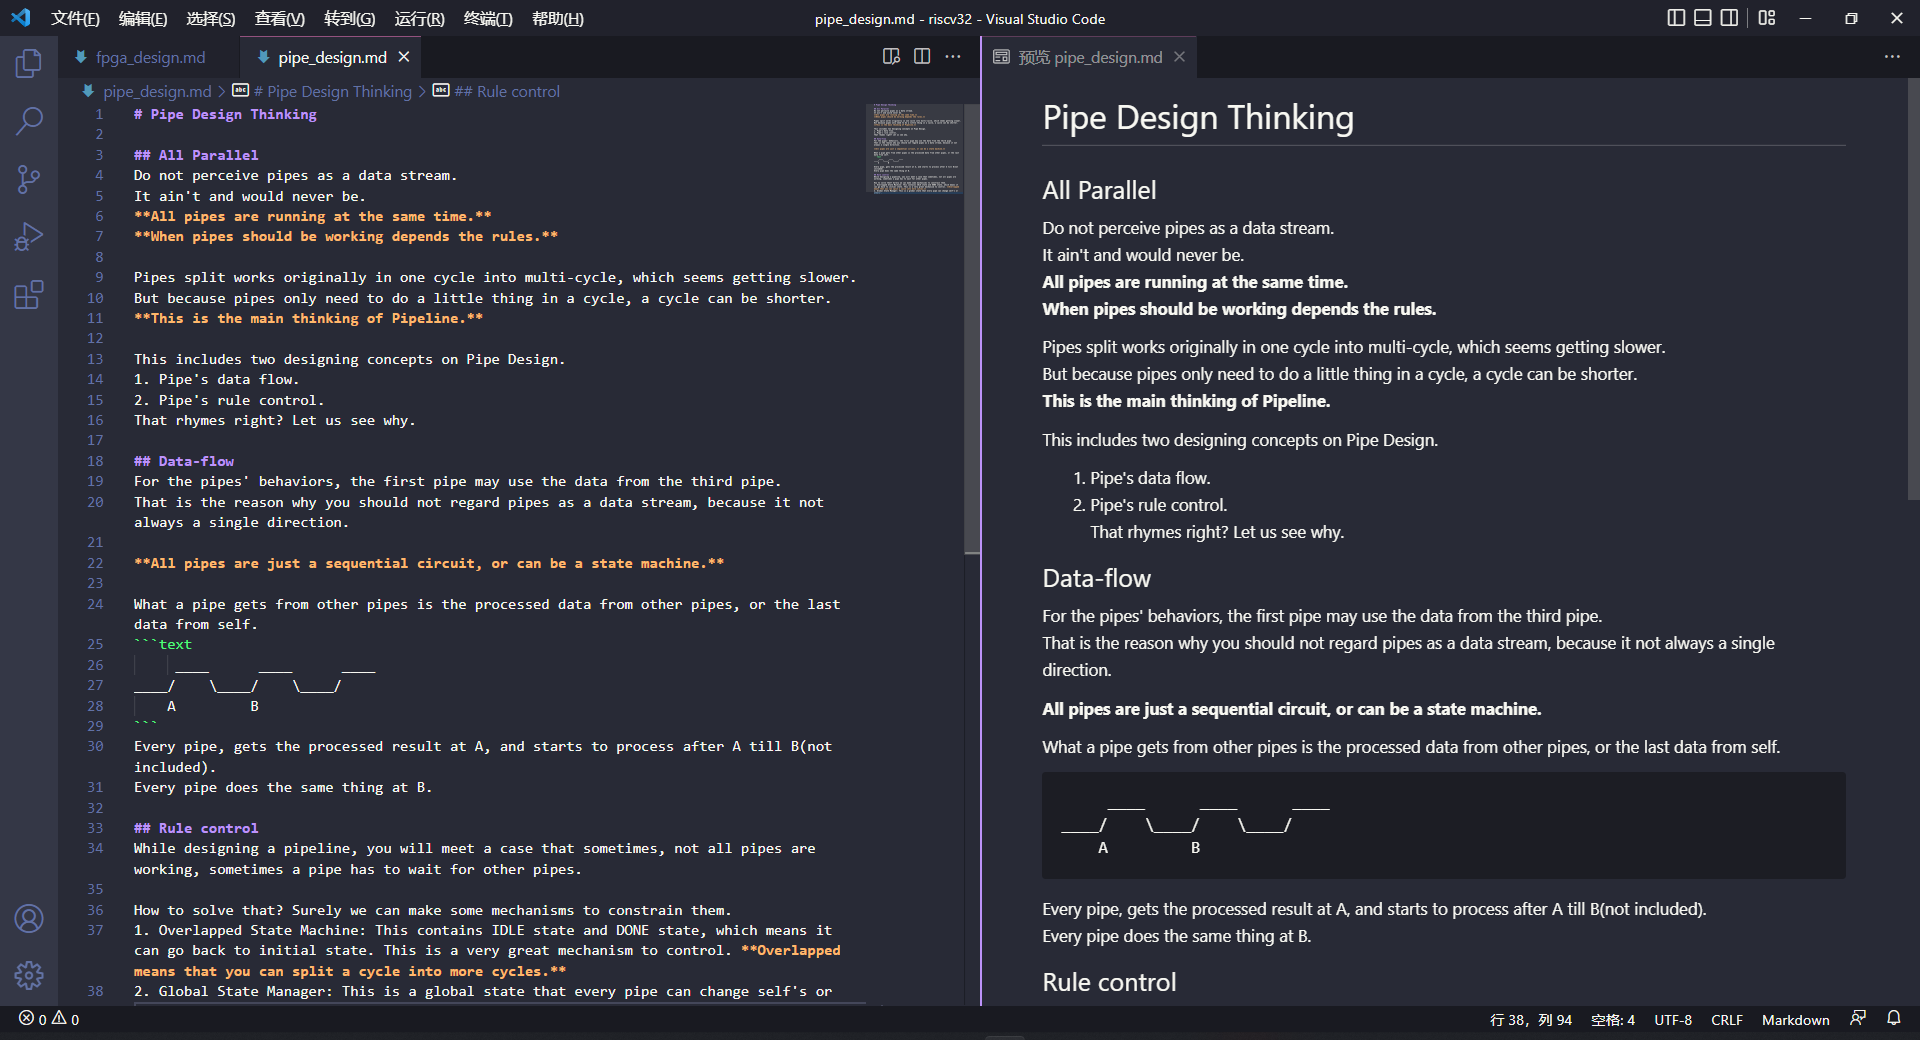 文件(F) 编辑(E) 选择(S) 查看(V) 转到(G) 运行(R) 终端(T) 帮助(H)
pipe_design.md - riscv32 - Visual Studio Code
fpga_design.md
pipe_design.md
pipe_design.md > # Pipe Design Thinking > ## Rule control
1 # Pipe Design Thinking
2
3 ## All Parallel
4 Do not perceive pipes as a data stream.
5 It ain't and would never be.
6 **All pipes are running at the same time.**
7 **When pipes should be working depends the rules.**
8
9 Pipes split works originally in one cycle into multi-cycle, which seems getting slower.
10 But because pipes only need to do a little thing in a cycle, a cycle can be shorter.
11 **This is the main thinking of Pipeline.**
12
13 This includes two designing concepts on Pipe Design.
14 1. Pipe's data flow.
15 2. Pipe's rule control.
16 That rhymes right? Let us see why.
17
18 ## Data-flow
19 For the pipes' behaviors, the first pipe may use the data from the third pipe.
20 That is the reason why you should not regard pipes as a data stream, because it not
always a single direction.
21
22 **All pipes are just a sequential circuit, or can be a state machine.**
23
24 What a pipe gets from other pipes is the processed data from other pipes, or the last
data from self.
25 ```text
26      ____      ____      ____
27 ____/    \____/    \____/
28     A         B
29 ```
30 Every pipe, gets the processed result at A, and starts to process after A till B(not
included).
31 Every pipe does the same thing at B.
32
33 ## Rule control
34 While designing a pipeline, you will meet a case that sometimes, not all pipes are
working, sometimes a pipe has to wait for other pipes.
35
36 How to solve that? Surely we can make some mechanisms to constrain them.
37 1. Overlapped State Machine: This contains IDLE state and DONE state, which means it
can go back to initial state. This is a very great mechanism to control. **Overlapped
means that you can split a cycle into more cycles.**
38 2. Global State Manager: This is a global state that every pipe can change self's or
预览 pipe_design.md
Pipe Design Thinking
All Parallel
Do not perceive pipes as a data stream.
It ain't and would never be.
All pipes are running at the same time.
When pipes should be working depends the rules.
Pipes split works originally in one cycle into multi-cycle, which seems getting slower.
But because pipes only need to do a little thing in a cycle, a cycle can be shorter.
This is the main thinking of Pipeline.
This includes two designing concepts on Pipe Design.
1. Pipe's data flow.
2. Pipe's rule control.
That rhymes right? Let us see why.
Data-flow
For the pipes' behaviors, the first pipe may use the data from the third pipe.
That is the reason why you should not regard pipes as a data stream, because it not always a single
direction.
All pipes are just a sequential circuit, or can be a state machine.
What a pipe gets from other pipes is the processed data from other pipes, or the last data from self.
     ____      ____      ____
____/    \____/    \____/
    A         B
Every pipe, gets the processed result at A, and starts to process after A till B(not included).
Every pipe does the same thing at B.
Rule control
0 0
行 38，列 94 空格: 4 UTF-8 CRLF Markdown